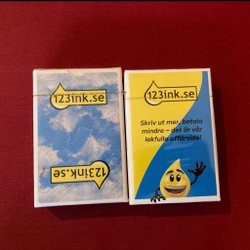 123ink.se
123ink.se
123ink.se
Skriv ut mer, betala
mindre – det är vår
lekfulla affärsidé!